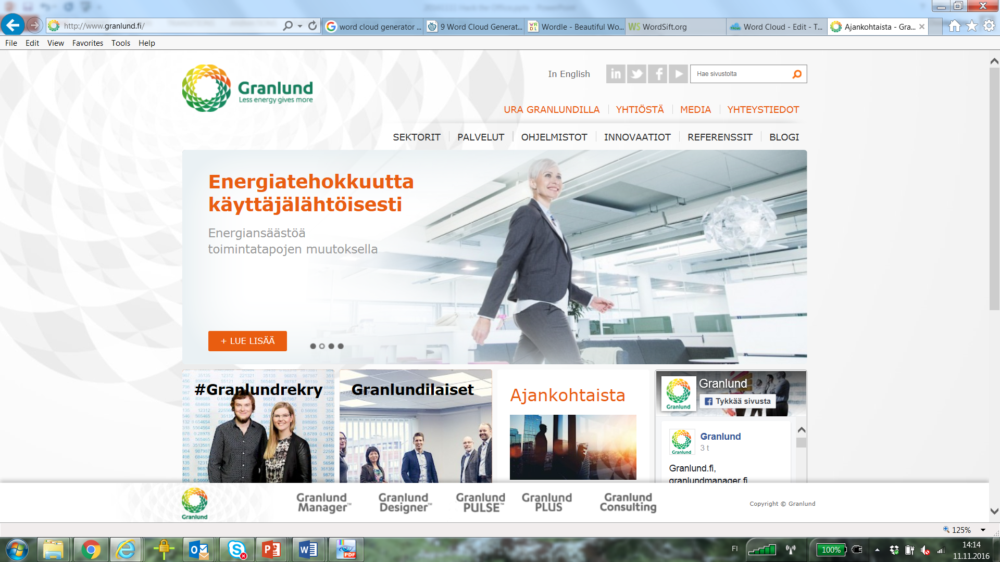 http://www.granlund.fi/
word cloud generator ...
9 Word Cloud Generat...
Wordle - Beautiful Wo...
WordSift.org
Word Cloud - Edit - T...
Ajankohtaista - Gra...
File Edit View Favorites Tools Help
Granlund
Less energy gives more
In English
Hae sivustolta
URA GRANLUNDILLA
YHTIÖSTÄ
MEDIA
YHTEYSTIEDOT
SEKTORIT
PALVELUT
OHJELMISTOT
INNOVAATIOT
REFERENSSIT
BLOGI
Energiatehokkuutta
käyttäjälähtöisesti
Energiansäästöä
toimintatapojen muutoksella
+ LUE LISÄÄ
#Granlundrekry
Granlundilaiset
Ajankohtaista
Granlund
Granlund
Tykkää sivusta
Granlund
Granlund
3 t
Granlund.fi,
granlundmanager.fi
Granlund
Granlund
Manager™
Granlund
Designer™
Granlund
PULSE™
Granlund
PLUS
Granlund
Consulting
Copyright © Granlund
125%
FI
100%
14:14
11.11.2016